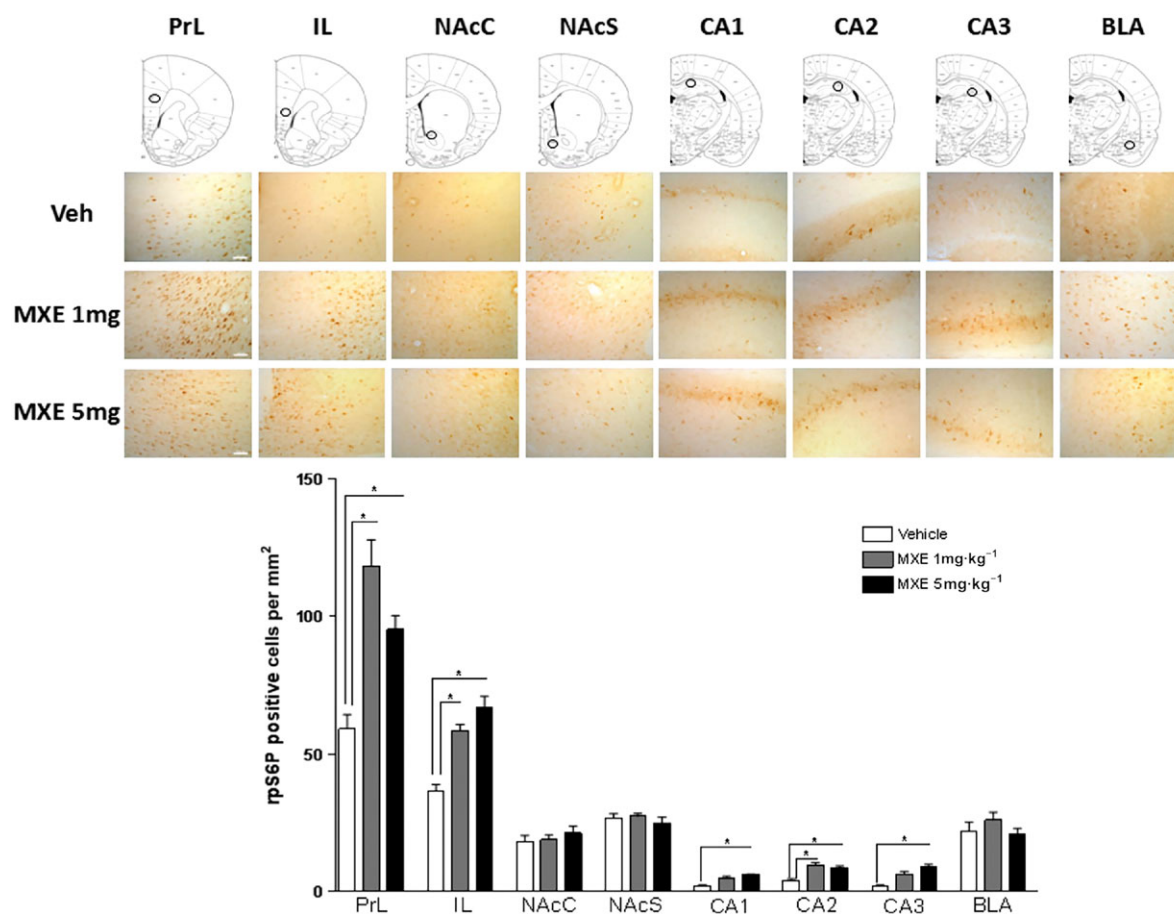 PrL IL NAcC NAcS CA1 CA2 CA3 BLA
Veh
MXE 1mg
MXE 5mg
150
100
50
0
rpS6P positive cells per mm²
* * * * * * * *
Vehicle
MXE 1mg·kg⁻¹
MXE 5mg·kg⁻¹
PrL IL NAcC NAcS CA1 CA2 CA3 BLA